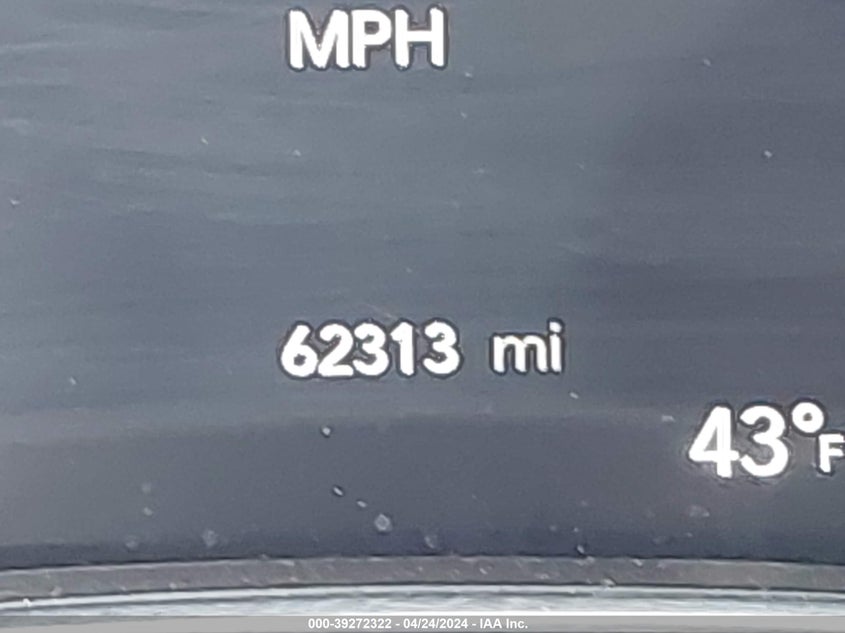 MPH
62313 mi
43°F
000-39272322 - 04/24/2024 - IAA Inc.